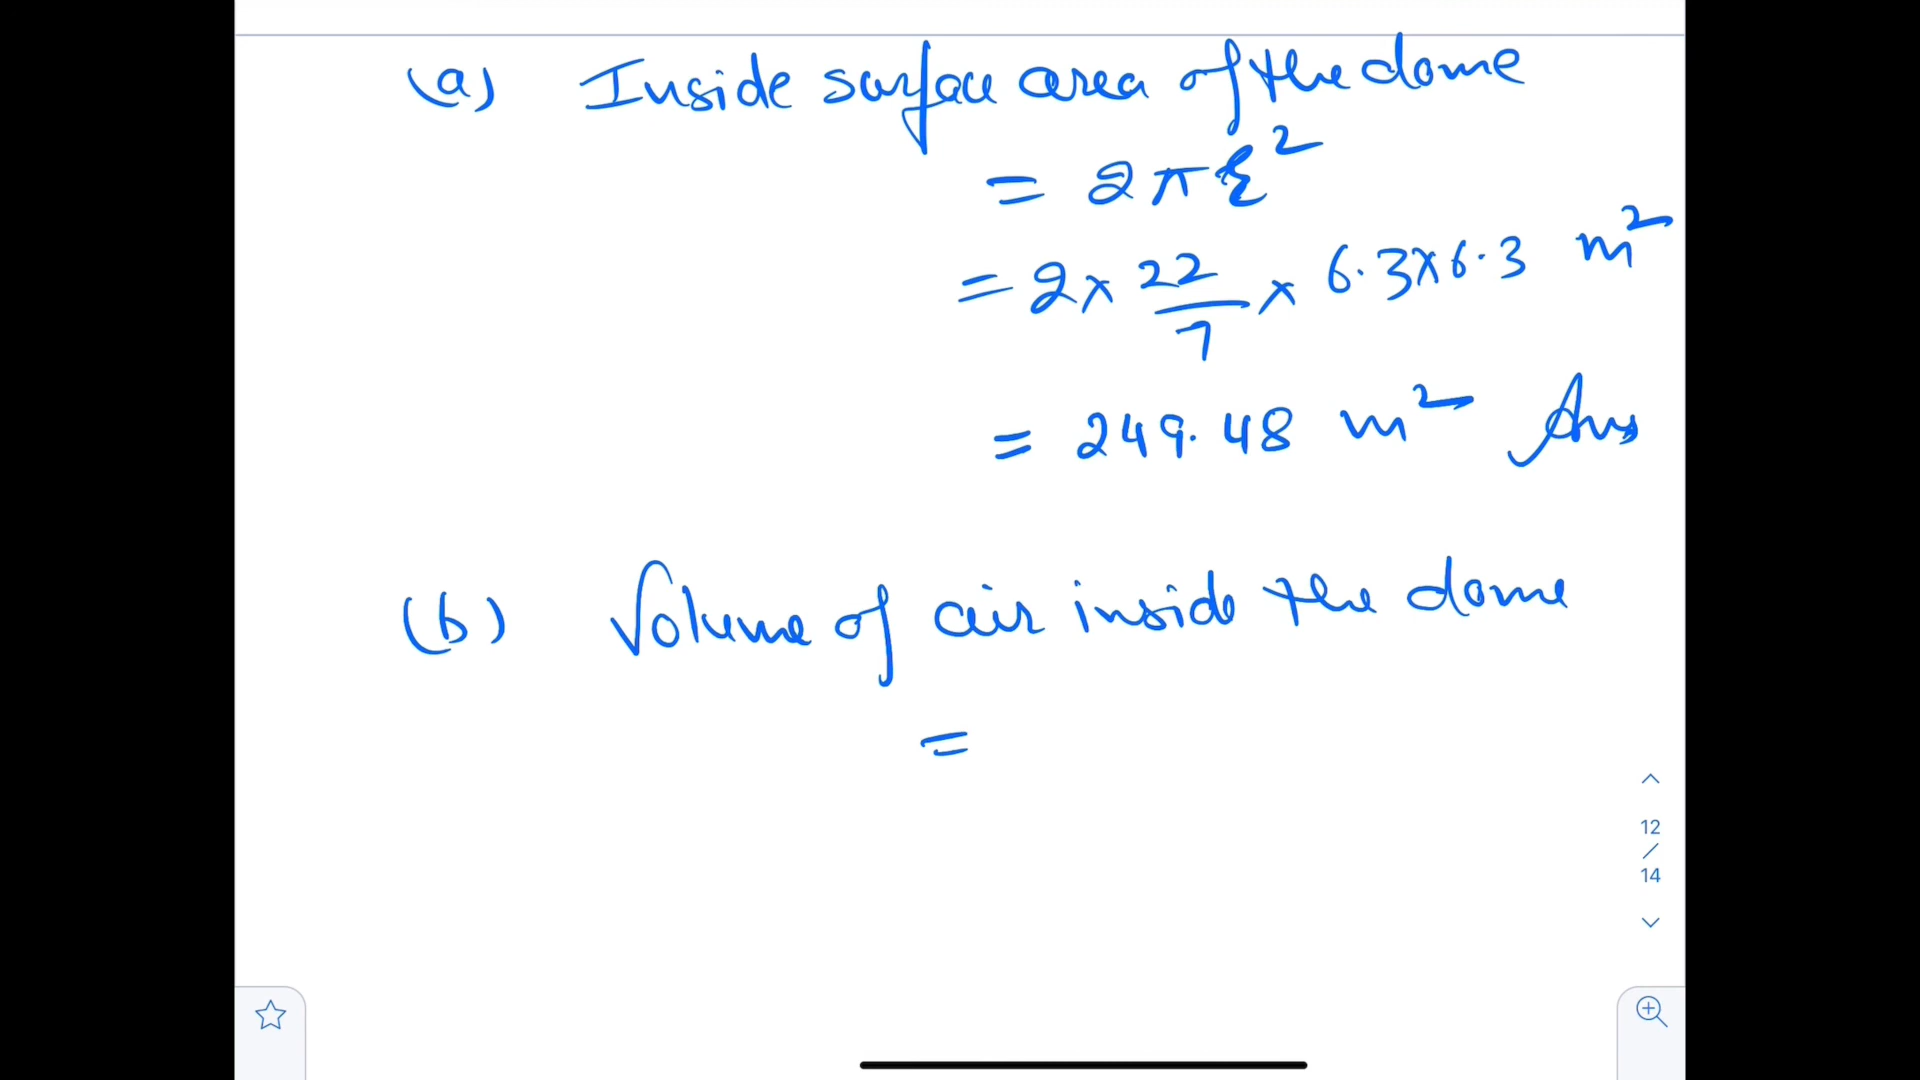 (a) Inside surface area of the dome
= 2πr²
= 2 × 22/7 × 6.3 × 6.3 m²
= 249.48 m² Ans
(b) Volume of air inside the dome
=
12
/
14